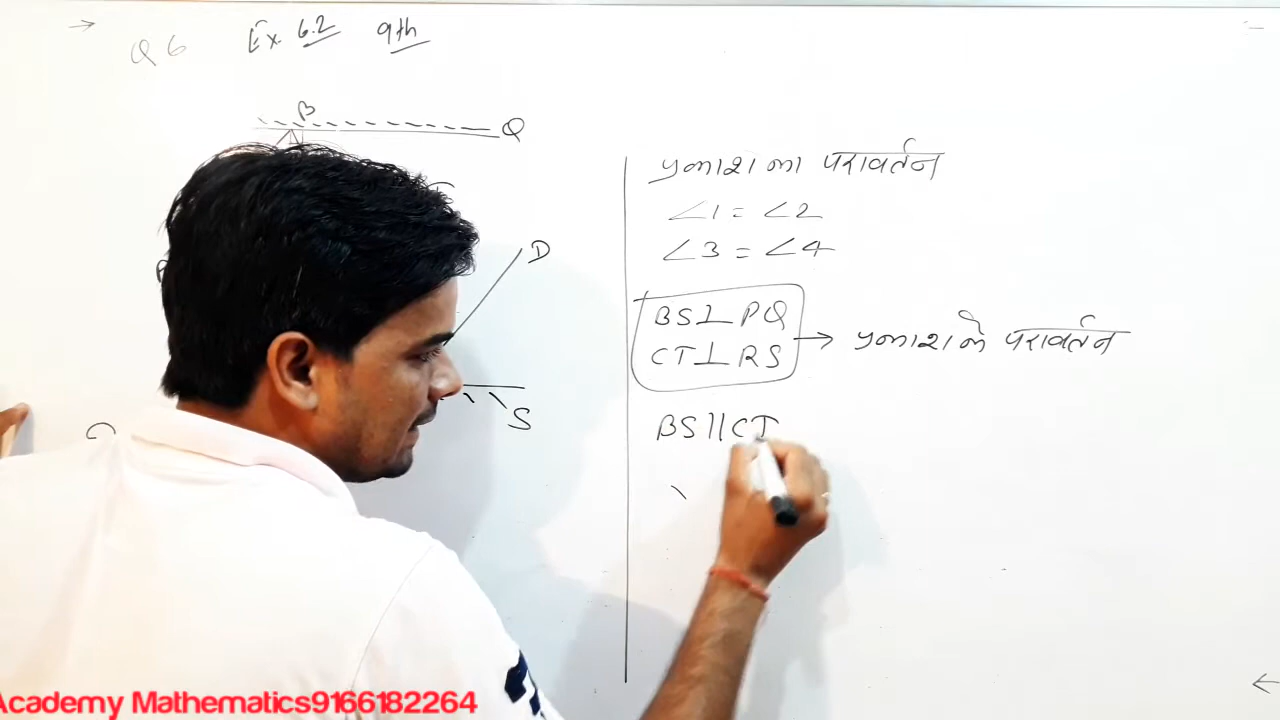 Q 6 Ex. 6.2 9th
B
Q
D
S
प्रकाश का परावर्तन
∠1 = ∠2
∠3 = ∠4
BS⊥PQ
CT⊥RS → प्रकाश के परावर्तन
BS||CT
Academy Mathematics9166182264